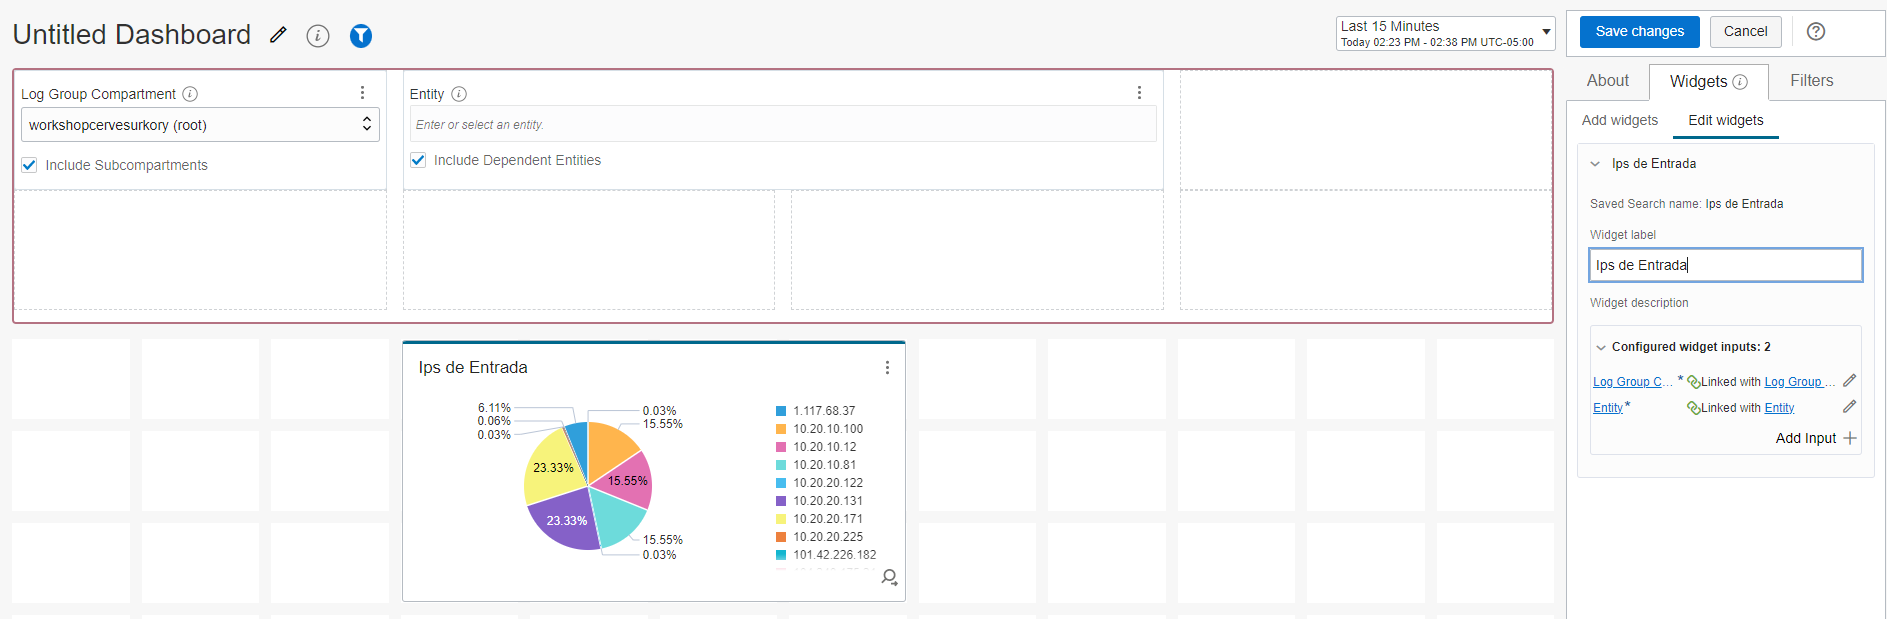 Untitled Dashboard
Last 15 Minutes
Today 02:23 PM - 02:38 PM UTC-05:00
Save changes
Cancel
About
Widgets
Filters
Add widgets
Edit widgets
Log Group Compartment
workshopcervesurkory (root)
Include Subcompartments
Entity
Enter or select an entity.
Include Dependent Entities
Ips de Entrada
Saved Search name: Ips de Entrada
Widget label
Ips de Entrada
Widget description
Configured widget inputs: 2
Log Group C... * Linked with Log Group ...
Entity* Linked with Entity
Add Input
Ips de Entrada
6.11%
0.06%
0.03%
0.03%
15.55%
23.33%
15.55%
23.33%
15.55%
0.03%
1.117.68.37
10.20.10.100
10.20.10.12
10.20.10.81
10.20.20.122
10.20.20.131
10.20.20.171
10.20.20.225
101.42.226.182